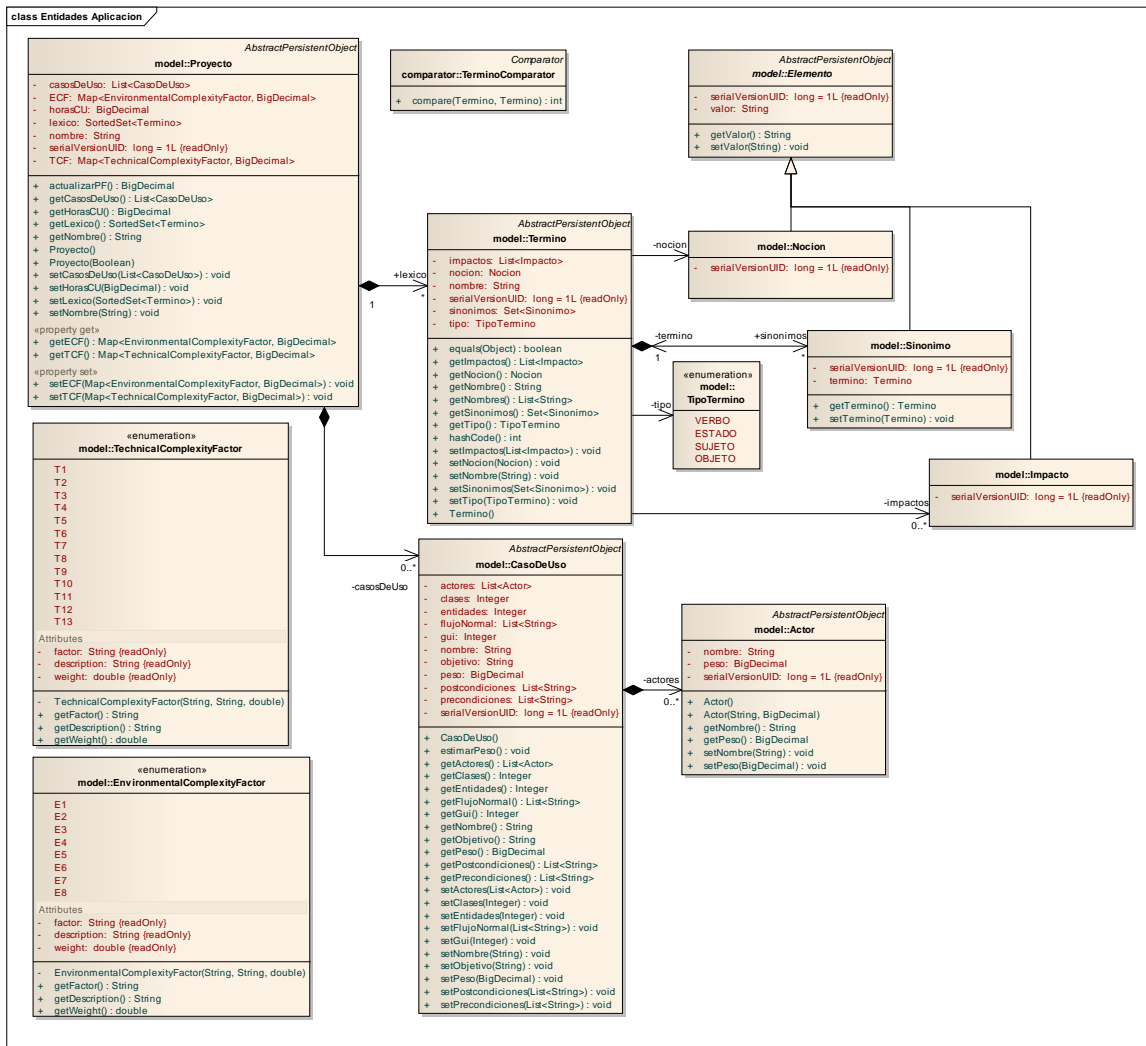 class Entidades Aplicacion
AbstractPersistentObject
model::Proyecto
- casosDeUso: List<CasoDeUso>
- ECF: Map<EnvironmentalComplexityFactor, BigDecimal>
- horasCU: BigDecimal
- lexico: SortedSet<Termino>
- nombre: String
- serialVersionUID: long = 1L {readOnly}
- TCF: Map<TechnicalComplexityFactor, BigDecimal>
+ actualizarPF() : BigDecimal
+ getCasosDeUso() : List<CasoDeUso>
+ getHorasCU() : BigDecimal
+ getLexico() : SortedSet<Termino>
+ getNombre() : String
+ Proyecto()
+ Proyecto(Boolean)
+ setCasosDeUso(List<CasoDeUso>) : void
+ setHorasCU(BigDecimal) : void
+ setLexico(SortedSet<Termino>) : void
+ setNombre(String) : void
«property get»
+ getECF() : Map<EnvironmentalComplexityFactor, BigDecimal>
+ getTCF() : Map<TechnicalComplexityFactor, BigDecimal>
«property set»
+ setECF(Map<EnvironmentalComplexityFactor, BigDecimal>) : void
+ setTCF(Map<TechnicalComplexityFactor, BigDecimal>) : void
Comparator
comparator::TerminoComparator
+ compare(Termino, Termino) : int
AbstractPersistentObject
model::Elemento
- serialVersionUID: long = 1L {readOnly}
- valor: String
+ getValor() : String
+ setValor(String) : void
+lexico
1
*
AbstractPersistentObject
model::Termino
- impactos: List<Impacto>
- nocion: Nocion
- nombre: String
- serialVersionUID: long = 1L {readOnly}
- sinonimos: Set<Sinonimo>
- tipo: TipoTermino
+ equals(Object) : boolean
+ getImpactos() : List<Impacto>
+ getNocion() : Nocion
+ getNombre() : String
+ getNombres() : List<String>
+ getSinonimos() : Set<Sinonimo>
+ getTipo() : TipoTermino
+ hashCode() : int
+ setImpactos(List<Impacto>) : void
+ setNocion(Nocion) : void
+ setNombre(String) : void
+ setSinonimos(Set<Sinonimo>) : void
+ setTipo(TipoTermino) : void
+ Termino()
-nocion
model::Nocion
- serialVersionUID: long = 1L {readOnly}
-termino
1
+sinonimos
*
model::Sinonimo
- serialVersionUID: long = 1L {readOnly}
- termino: Termino
+ getTermino() : Termino
+ setTermino(Termino) : void
-tipo
«enumeration»
model::
TipoTermino
VERBO
ESTADO
SUJETO
OBJETO
-impactos
0..*
model::Impacto
- serialVersionUID: long = 1L {readOnly}
«enumeration»
model::TechnicalComplexityFactor
T1
T2
T3
T4
T5
T6
T7
T8
T9
T10
T11
T12
T13
Attributes
- factor: String {readOnly}
- description: String {readOnly}
- weight: double {readOnly}
- TechnicalComplexityFactor(String, String, double)
+ getFactor() : String
+ getDescription() : String
+ getWeight() : double
0..*
-casosDeUso
AbstractPersistentObject
model::CasoDeUso
- actores: List<Actor>
- clases: Integer
- entidades: Integer
- flujoNormal: List<String>
- gui: Integer
- nombre: String
- objetivo: String
- peso: BigDecimal
- postcondiciones: List<String>
- precondiciones: List<String>
- serialVersionUID: long = 1L {readOnly}
+ CasoDeUso()
+ estimarPeso() : void
+ getActores() : List<Actor>
+ getClases() : Integer
+ getEntidades() : Integer
+ getFlujoNormal() : List<String>
+ getGui() : Integer
+ getNombre() : String
+ getObjetivo() : String
+ getPeso() : BigDecimal
+ getPostcondiciones() : List<String>
+ getPrecondiciones() : List<String>
+ setActores(List<Actor>) : void
+ setClases(Integer) : void
+ setEntidades(Integer) : void
+ setFlujoNormal(List<String>) : void
+ setGui(Integer) : void
+ setNombre(String) : void
+ setObjetivo(String) : void
+ setPeso(BigDecimal) : void
+ setPostcondiciones(List<String>) : void
+ setPrecondiciones(List<String>) : void
-actores
0..*
AbstractPersistentObject
model::Actor
- nombre: String
- peso: BigDecimal
- serialVersionUID: long = 1L {readOnly}
+ Actor()
+ Actor(String, BigDecimal)
+ getNombre() : String
+ getPeso() : BigDecimal
+ setNombre(String) : void
+ setPeso(BigDecimal) : void
«enumeration»
model::EnvironmentalComplexityFactor
E1
E2
E3
E4
E5
E6
E7
E8
Attributes
- factor: String {readOnly}
- description: String {readOnly}
- weight: double {readOnly}
- EnvironmentalComplexityFactor(String, String, double)
+ getFactor() : String
+ getDescription() : String
+ getWeight() : double